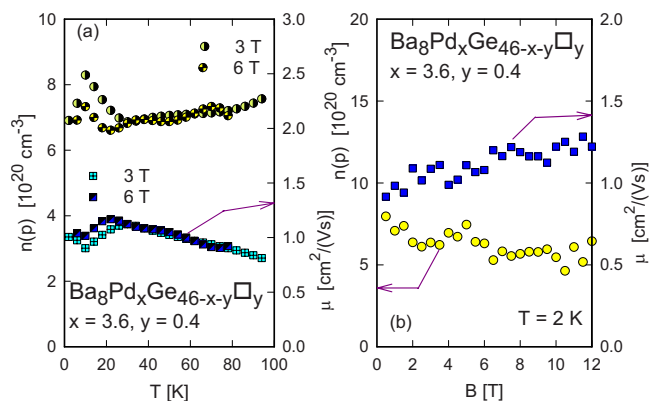 (a)
3 T
6 T
3 T
6 T
Ba8PdxGe46-x-y□y
x = 3.6, y = 0.4
10
8
6
4
2
0
n(p) [10^20 cm^-3]
0
20
40
60
80
100
T [K]
3.0
2.5
2.0
1.5
1.0
0.5
0.0
μ [cm^2/(Vs)]
Ba8PdxGe46-x-y□y
x = 3.6, y = 0.4
(b)
T = 2 K
20
15
10
5
0
n(p) [10^20 cm^-3]
0
2
4
6
8
10
12
B [T]
2.0
1.5
1.0
0.5
0.0
μ [cm^2/(Vs)]